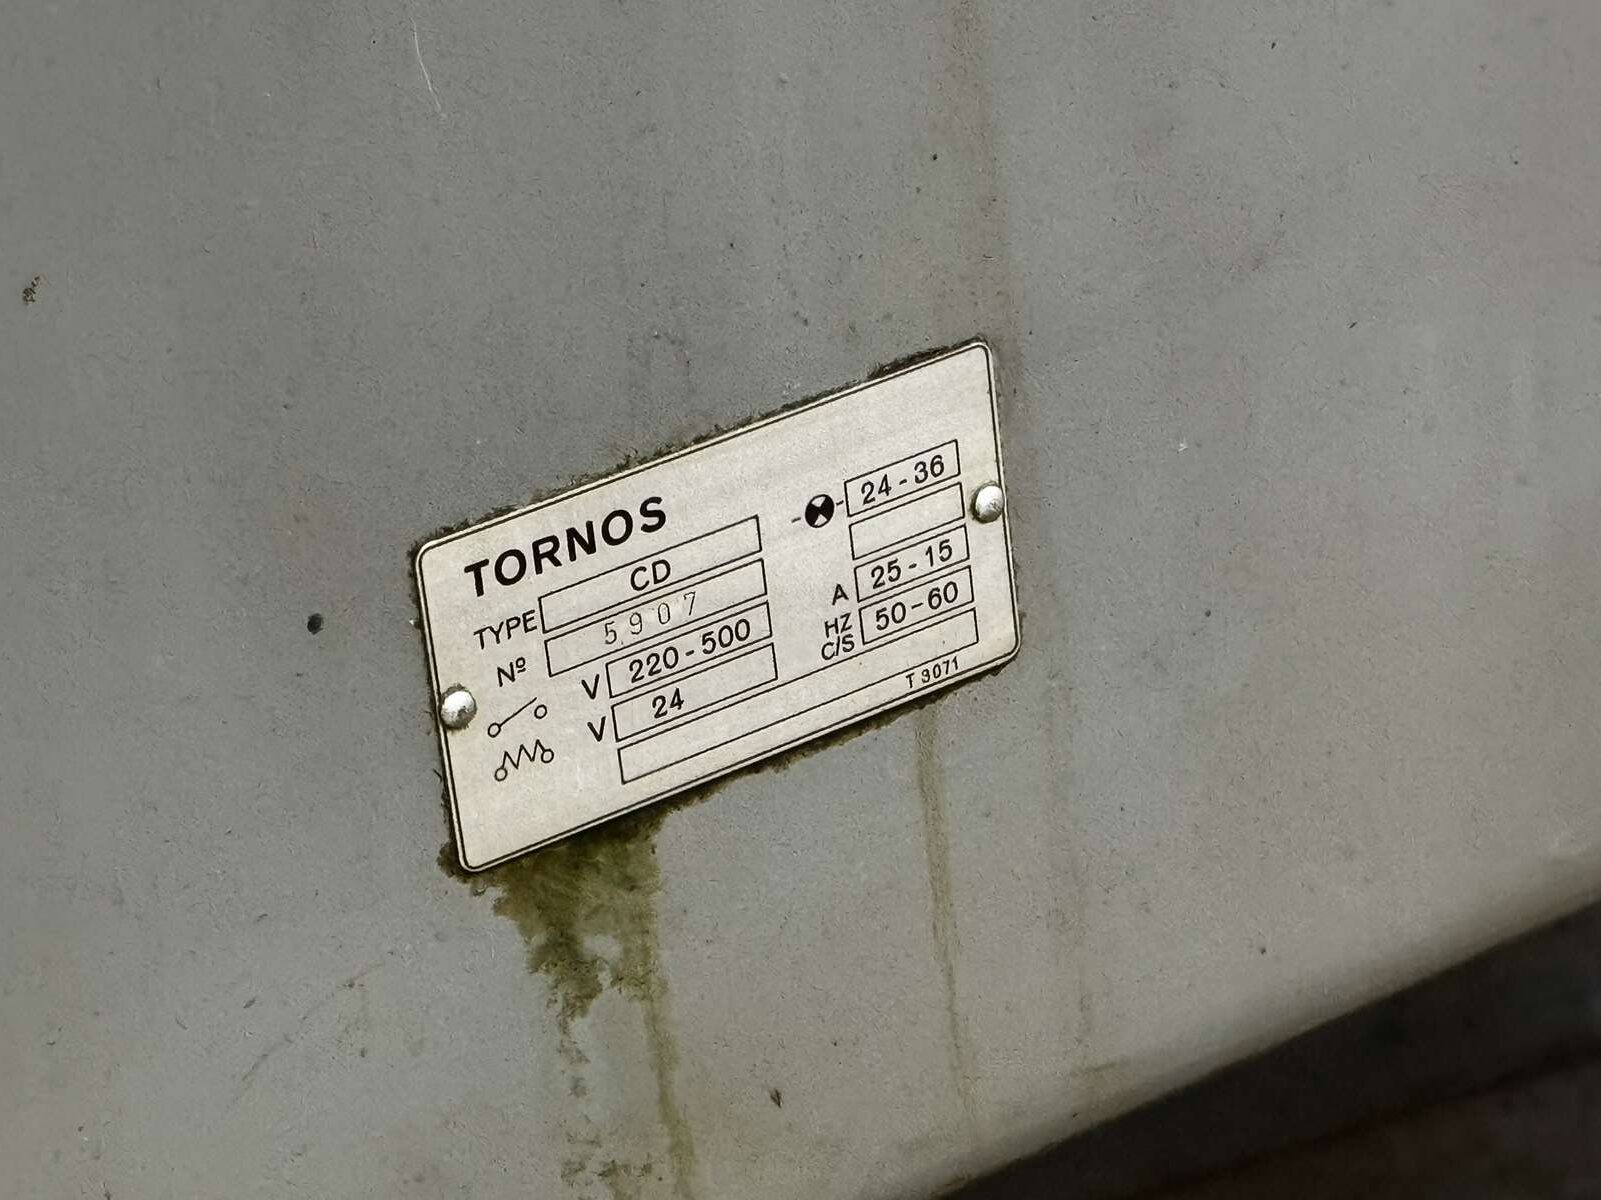 TORNOS
TYPE CD
Nº 5907
V 220-500
V 24
24-36
A 25-15
HZ C/S 50-60
T 3071